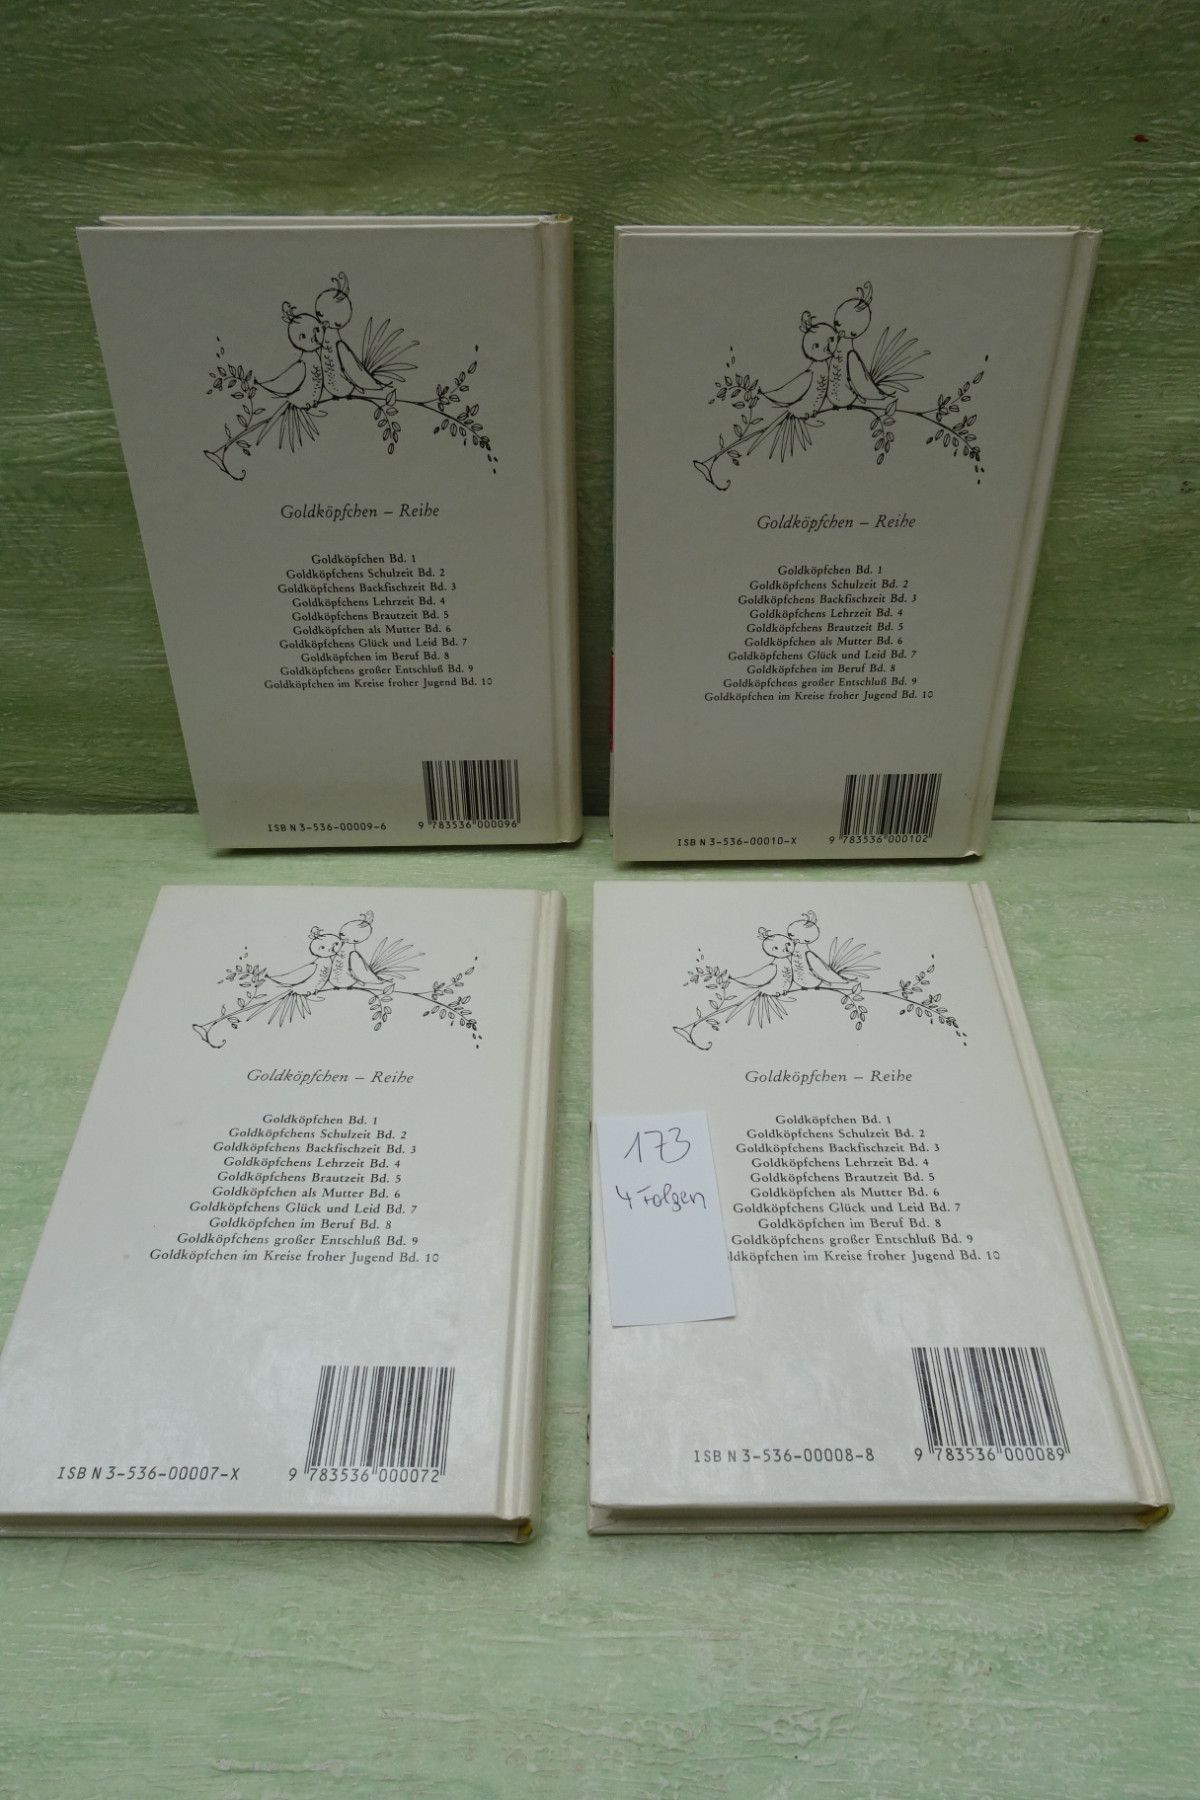 Goldköpfchen – Reihe
Goldköpfchen Bd. 1
Goldköpfchens Schulzeit Bd. 2
Goldköpfchens Backfischzeit Bd. 3
Goldköpfchens Lehrzeit Bd. 4
Goldköpfchens Brautzeit Bd. 5
Goldköpfchen als Mutter Bd. 6
Goldköpfchens Glück und Leid Bd. 7
Goldköpfchen im Beruf Bd. 8
Goldköpfchens großer Entschluß Bd. 9
Goldköpfchen im Kreise froher Jugend Bd. 10
ISBN 3-536-00009-6
9 783536 000096
Goldköpfchen – Reihe
Goldköpfchen Bd. 1
Goldköpfchens Schulzeit Bd. 2
Goldköpfchens Backfischzeit Bd. 3
Goldköpfchens Lehrzeit Bd. 4
Goldköpfchens Brautzeit Bd. 5
Goldköpfchen als Mutter Bd. 6
Goldköpfchens Glück und Leid Bd. 7
Goldköpfchen im Beruf Bd. 8
Goldköpfchens großer Entschluß Bd. 9
Goldköpfchen im Kreise froher Jugend Bd. 10
ISBN 3-536-00010-X
9 783536 000102
Goldköpfchen – Reihe
Goldköpfchen Bd. 1
Goldköpfchens Schulzeit Bd. 2
Goldköpfchens Backfischzeit Bd. 3
Goldköpfchens Lehrzeit Bd. 4
Goldköpfchens Brautzeit Bd. 5
Goldköpfchen als Mutter Bd. 6
Goldköpfchens Glück und Leid Bd. 7
Goldköpfchen im Beruf Bd. 8
Goldköpfchens großer Entschluß Bd. 9
Goldköpfchen im Kreise froher Jugend Bd. 10
ISBN 3-536-00007-X
9 783536 000072
Goldköpfchen – Reihe
Goldköpfchen Bd. 1
Goldköpfchens Schulzeit Bd. 2
Goldköpfchens Backfischzeit Bd. 3
Goldköpfchens Lehrzeit Bd. 4
Goldköpfchens Brautzeit Bd. 5
Goldköpfchen als Mutter Bd. 6
Goldköpfchens Glück und Leid Bd. 7
Goldköpfchen im Beruf Bd. 8
Goldköpfchens großer Entschluß Bd. 9
ldköpfchen im Kreise froher Jugend Bd. 10
173
4 Folgen
ISBN 3-536-00008-8
9 783536 000089